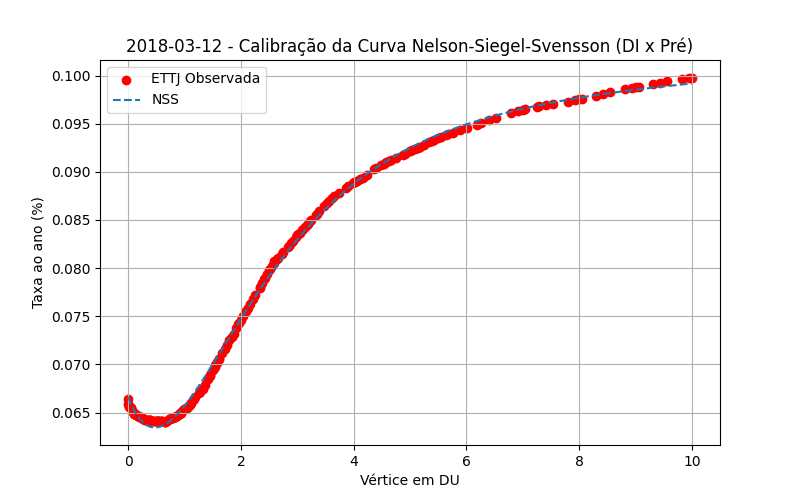 2018-03-12 - Calibração da Curva Nelson-Siegel-Svensson (DI x Pré)
ETTJ Observada
NSS
Taxa ao ano (%)
0.100
0.095
0.090
0.085
0.080
0.075
0.070
0.065
0 2 4 6 8 10
Vértice em DU